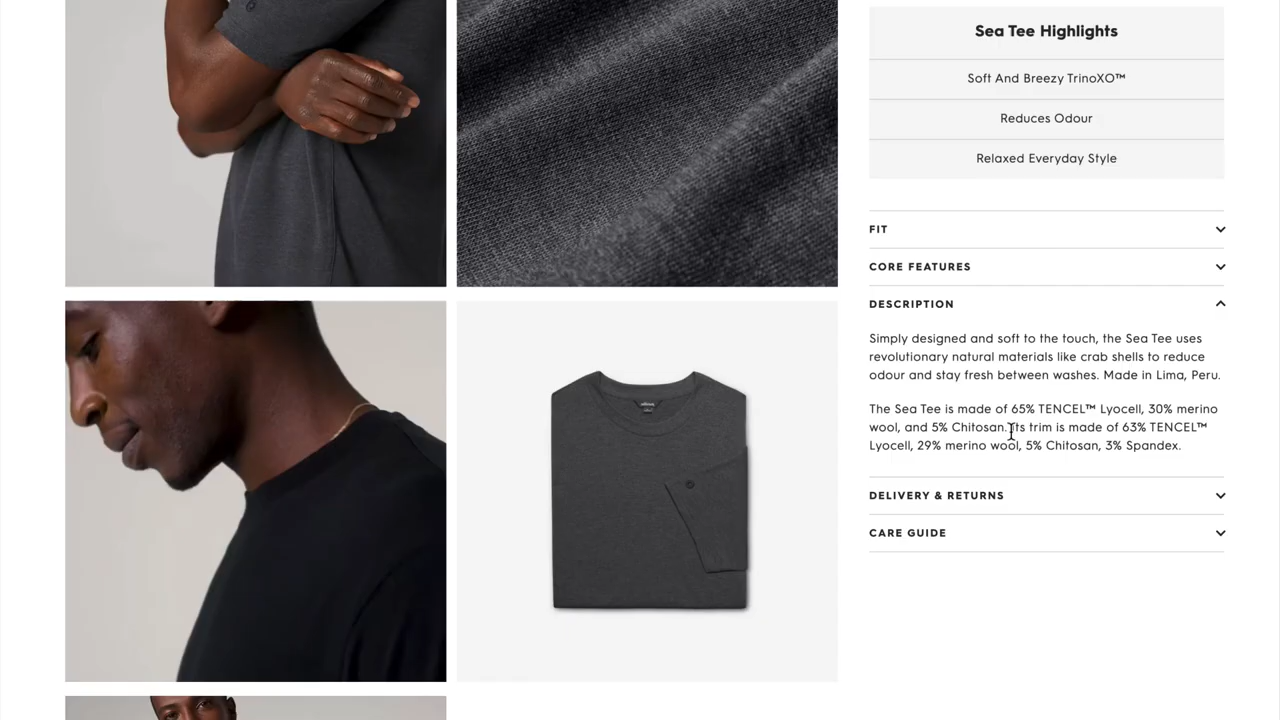 Sea Tee Highlights
Soft And Breezy TrinoXO™
Reduces Odour
Relaxed Everyday Style
FIT
CORE FEATURES
DESCRIPTION
Simply designed and soft to the touch, the Sea Tee uses
revolutionary natural materials like crab shells to reduce
odour and stay fresh between washes. Made in Lima, Peru.
The Sea Tee is made of 65% TENCEL™ Lyocell, 30% merino
wool, and 5% Chitosan. Its trim is made of 63% TENCEL™
Lyocell, 29% merino wool, 5% Chitosan, 3% Spandex.
DELIVERY & RETURNS
CARE GUIDE